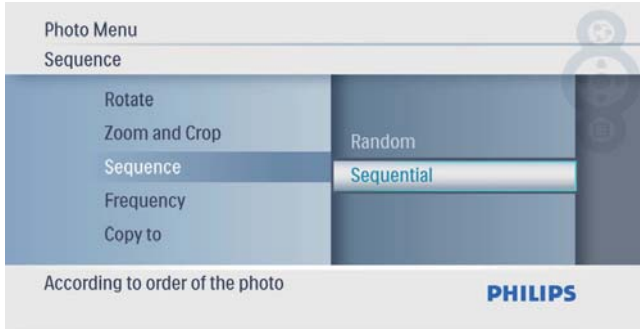 Photo Menu
Sequence
Rotate
Zoom and Crop
Sequence
Frequency
Copy to
Random
Sequential
According to order of the photo
PHILIPS